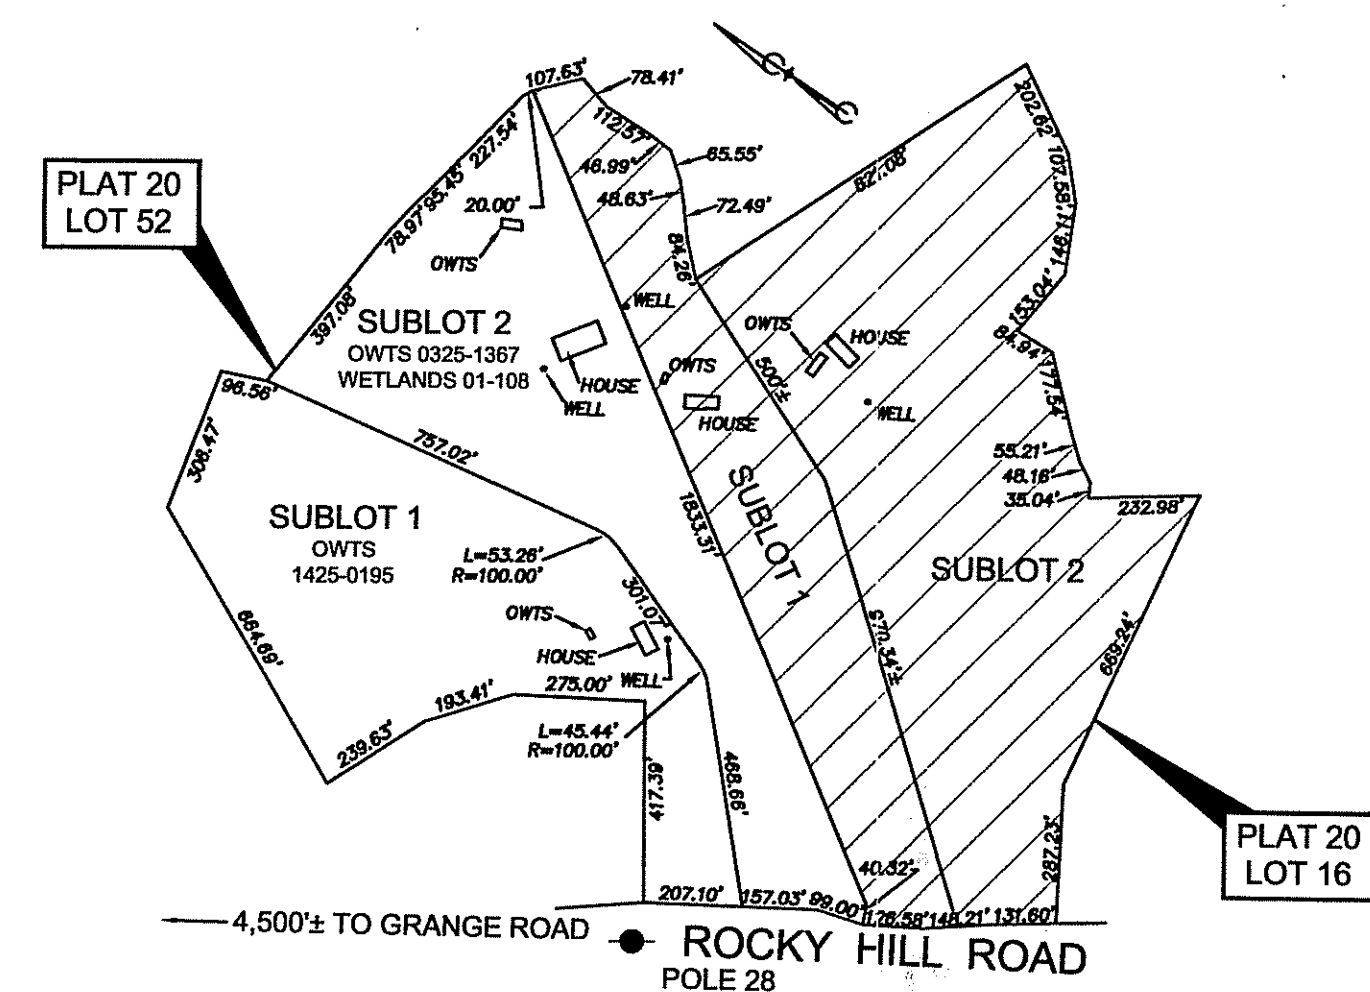 107.63'
78.41'
112.57'
46.99'
65.55'
48.63'
72.49'
84.26'
227.54'
95.45'
78.97'
20.00'
OWTS
397.08'
PLAT 20
LOT 52
SUBLOT 2
OWTS 0325-1367
WETLANDS 01-108
HOUSE
WELL
WELL
OWTS
HOUSE
827.08'
202.62'
107.58'
146.11'
153.04'
84.94'
177.54'
55.21'
48.16'
35.04'
232.98'
OWTS
HOUSE
WELL
500'±
96.56'
308.47'
757.02'
SUBLOT 1
OWTS
1425-0195
L=53.26'
R=100.00'
301.07'
OWTS
HOUSE
WELL
664.69'
275.00'
193.41'
239.63'
L=45.44'
R=100.00'
417.39'
468.66'
1833.31'
SUBLOT 1
670.34'±
SUBLOT 2
669.24'
287.23'
PLAT 20
LOT 16
40.32'
207.10'
157.03'
99.00'
126.58'
148.21'
131.60'
4,500'± TO GRANGE ROAD
ROCKY HILL ROAD
POLE 28